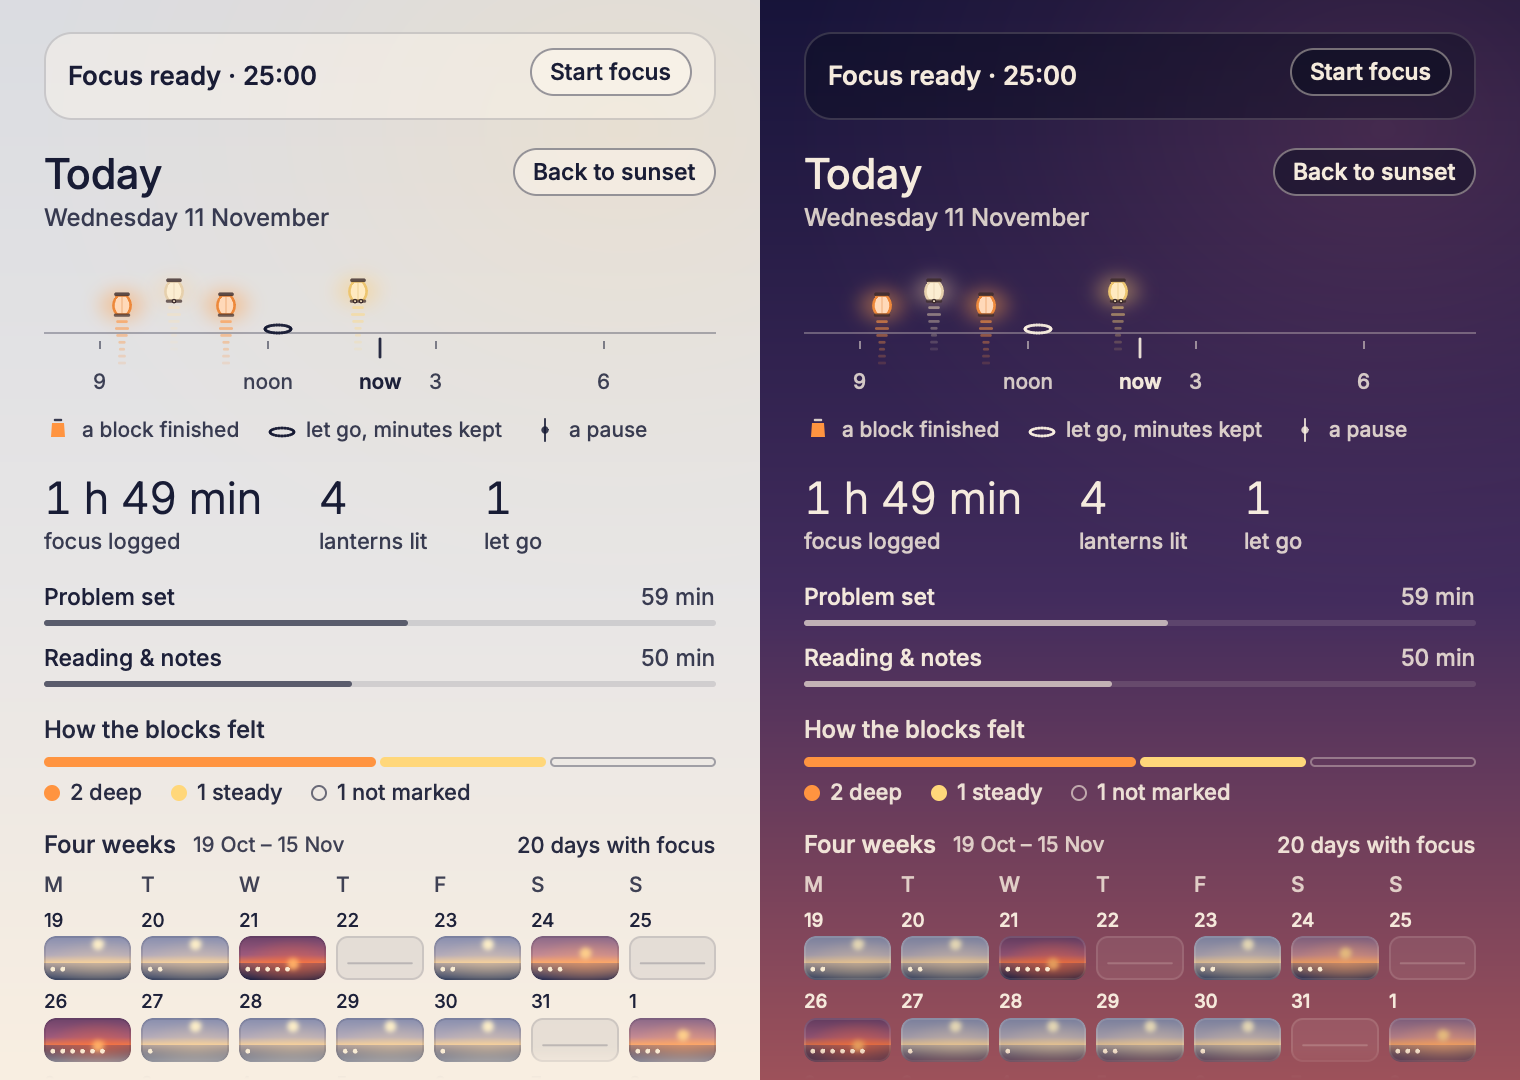 Focus ready · 25:00
Start focus
Today
Back to sunset
Wednesday 11 November
9 noon now 3 6
a block finished let go, minutes kept a pause
1 h 49 min 4 1
focus logged lanterns lit let go
Problem set 59 min
Reading & notes 50 min
How the blocks felt
2 deep 1 steady 1 not marked
Four weeks 19 Oct – 15 Nov 20 days with focus
M T W T F S S
19 20 21 22 23 24 25
26 27 28 29 30 31 1
Focus ready · 25:00
Start focus
Today
Back to sunset
Wednesday 11 November
9 noon now 3 6
a block finished let go, minutes kept a pause
1 h 49 min 4 1
focus logged lanterns lit let go
Problem set 59 min
Reading & notes 50 min
How the blocks felt
2 deep 1 steady 1 not marked
Four weeks 19 Oct – 15 Nov 20 days with focus
M T W T F S S
19 20 21 22 23 24 25
26 27 28 29 30 31 1